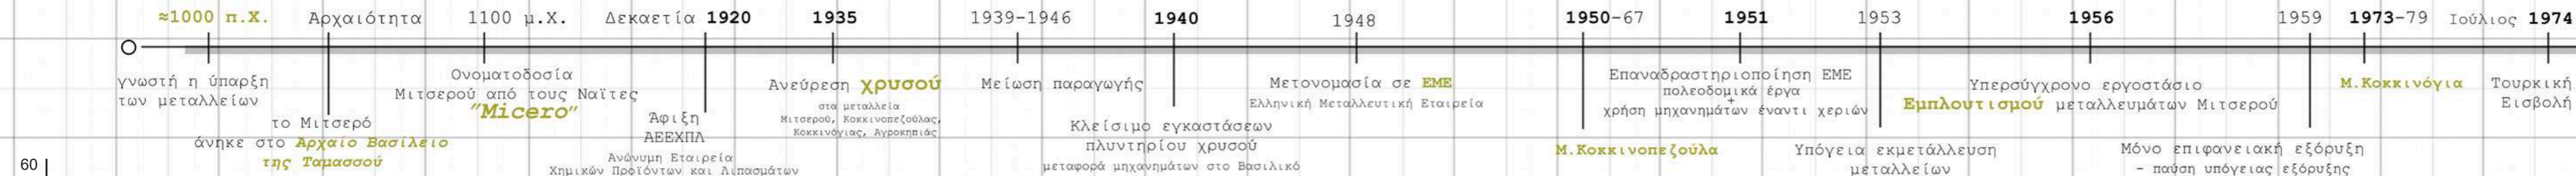 ≈1000 π.Χ.
γνωστή η ύπαρξη
των μεταλλείων
Αρχαιότητα
το Μιτσερό
άνηκε στο Αρχαίο Βασίλειο
της Ταμασσού
1100 μ.Χ.
Ονοματοδοσία
Μιτσερού από τους Ναΐτες
"Micero"
Δεκαετία 1920
Άφιξη
ΑΕΕΧΠΛ
Ανώνυμη Εταιρεία
Χημικών Προϊόντων και Λιπασμάτων
1935
Ανεύρεση χρυσού
στα μεταλλεία
Μιτσερού, Κοκκινοπεζούλας,
Κοκκινόγιας, Αγροκηπιάς
1939-1946
Μείωση παραγωγής
1940
Κλείσιμο εγκαστάσεων
πλυντηρίου χρυσού
μεταφορά μηχανημάτων στο Βασιλικό
1948
Μετονομασία σε ΕΜΕ
Ελληνική Μεταλλευτική Εταιρεία
1950-67
Μ.Κοκκινοπεζούλα
1951
Επαναδραστηριοποίηση ΕΜΕ
πολεοδομικά έργα
+
χρήση μηχανημάτων έναντι χεριών
1953
Υπόγεια εκμετάλλευση
μεταλλείων
1956
Υπερσύγχρονο εργοστάσιο
Εμπλουτισμού μεταλλευμάτων Μιτσερού
1959
Μόνο επιφανειακή εξόρυξη
- παύση υπόγειας εξόρυξης
1973-79
Μ.Κοκκινόγια
Ιούλιος 1974
Τουρκική
Εισβολή
60